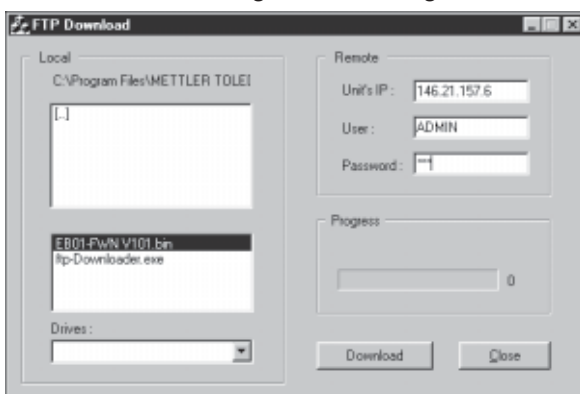 FTP Download
Local
C:\Program Files\METTLER TOLEI
[..]
EB01-FWN V101.bin
ftp-Downloader.exe
Drives :
Remote
Unit's IP : 146.21.157.6
User : ADMIN
Password : ***
Progress
0
Download
Close